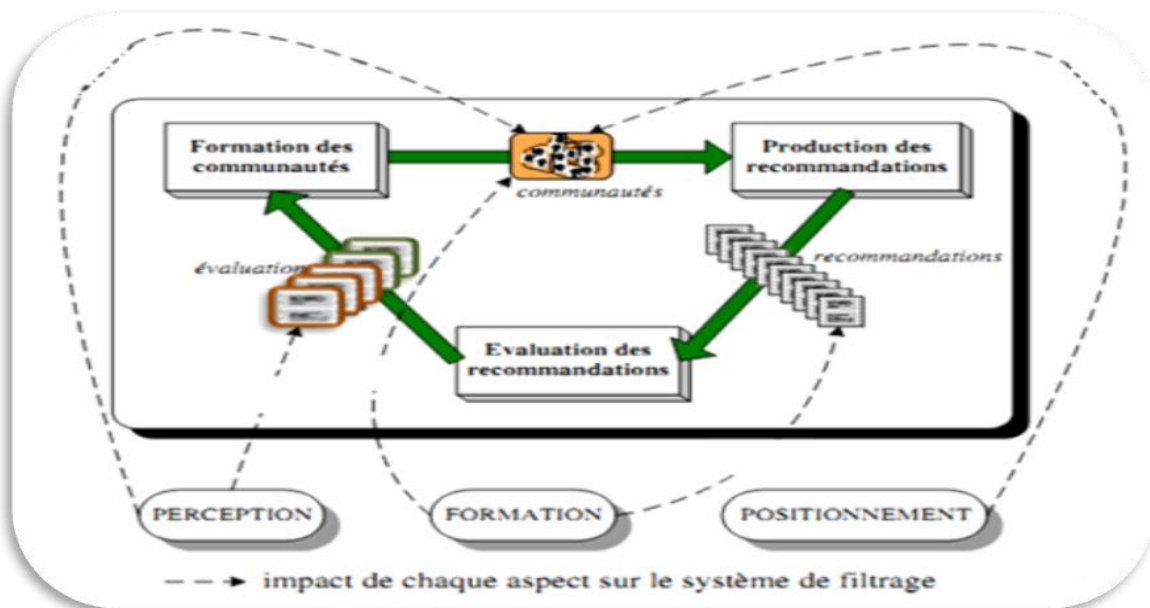 Formation des
communautés
communautés
Production des
recommandations
évaluation
recommandations
Evaluation des
recommandations
PERCEPTION
FORMATION
POSITIONNEMENT
impact de chaque aspect sur le système de filtrage